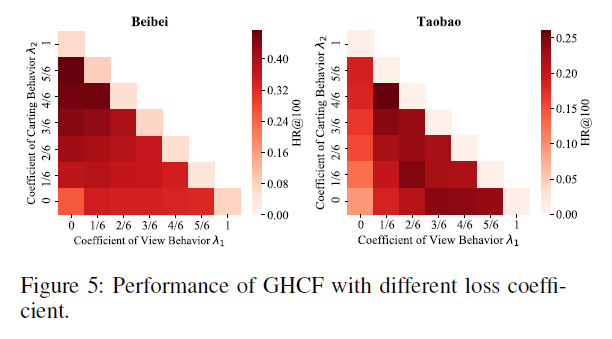 Beibei
Taobao
Coefficient of Carting Behavior λ₂
1
5/6
4/6
3/6
2/6
1/6
0
0 1/6 2/6 3/6 4/6 5/6 1
Coefficient of View Behavior λ₁
0.40
0.32
0.24
0.16
0.08
0.00
HR@100
Coefficient of Carting Behavior λ₂
1
5/6
4/6
3/6
2/6
1/6
0
0 1/6 2/6 3/6 4/6 5/6 1
Coefficient of View Behavior λ₁
0.25
0.20
0.15
0.10
0.05
0.00
HR@100
Figure 5: Performance of GHCF with different loss coeffi-
cient.